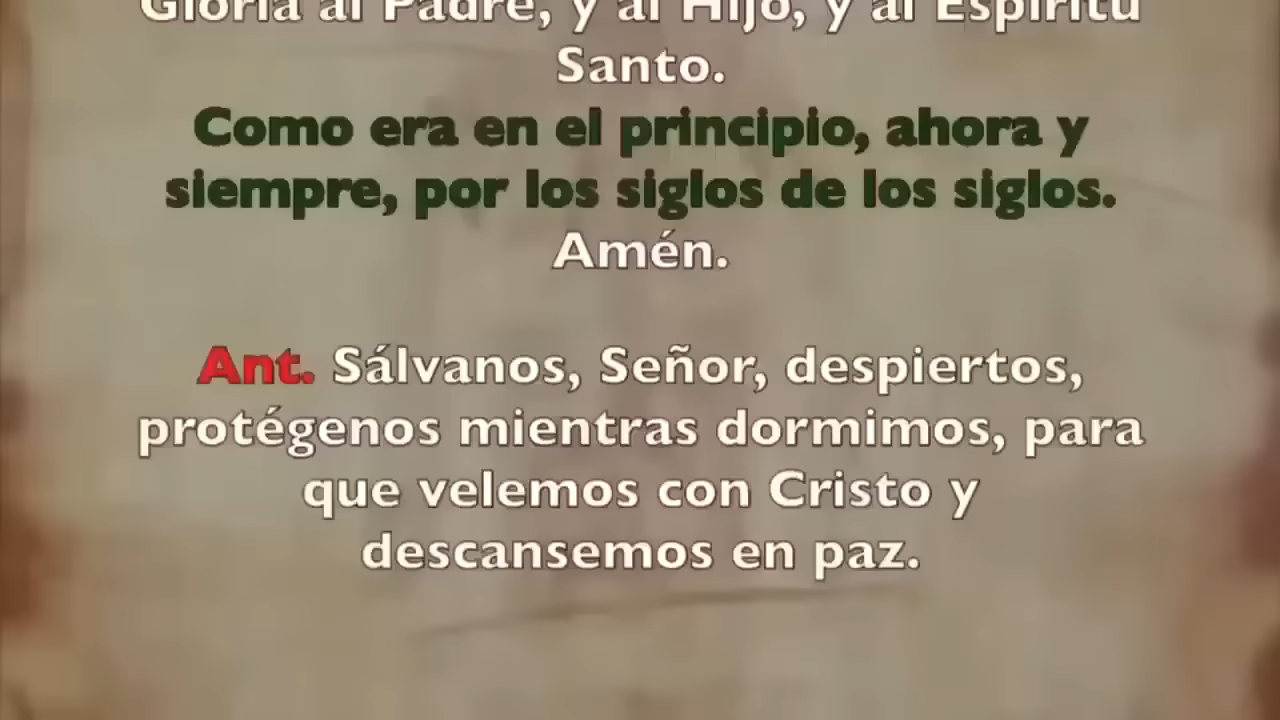 Gloria al Padre, y al Hijo, y al Espíritu
Santo.
Como era en el principio, ahora y
siempre, por los siglos de los siglos.
Amén.
Ant. Sálvanos, Señor, despiertos,
protégenos mientras dormimos, para
que velemos con Cristo y
descansemos en paz.